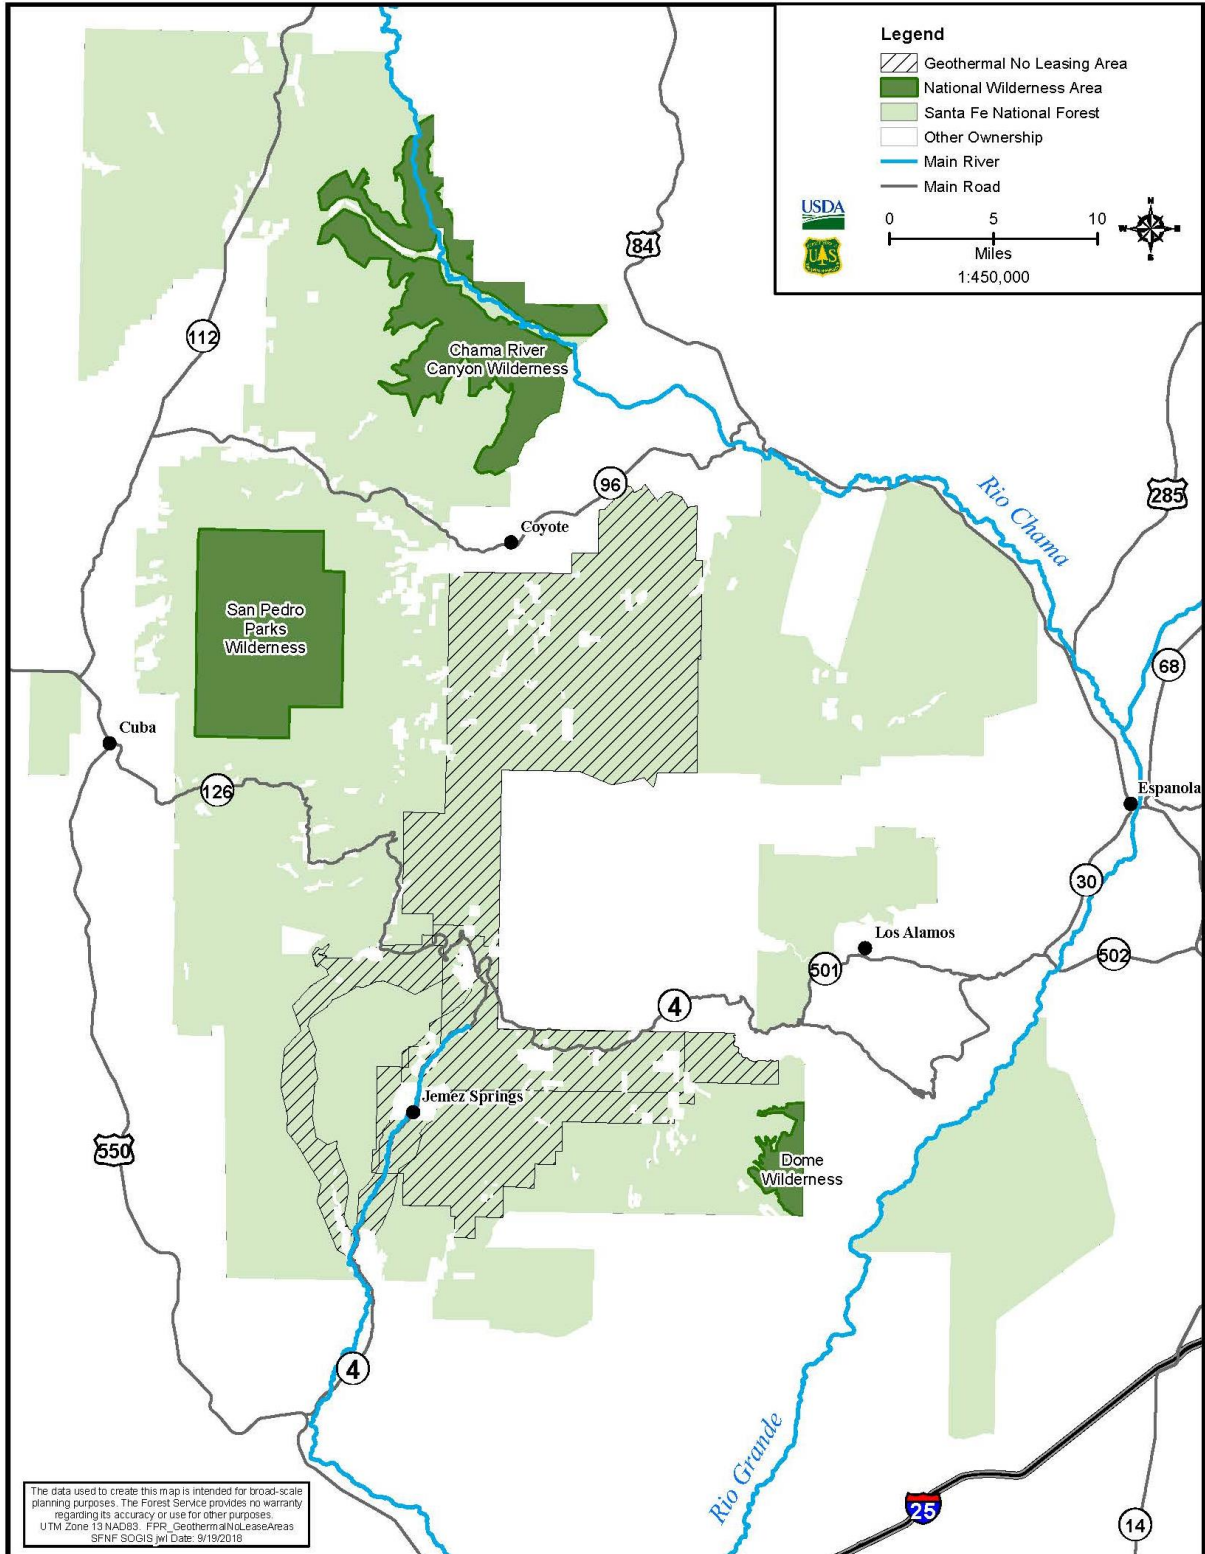 Legend
Geothermal No Leasing Area
National Wilderness Area
Santa Fe National Forest
Other Ownership
Main River
Main Road
USDA
0 5 10
Miles
1:450,000
N
W E
S
U S
84
112
Chama River
Canyon Wilderness
96
Coyote
285
Rio Chama
San Pedro
Parks
Wilderness
68
Cuba
126
Espanola
30
Los Alamos
501
502
4
Jemez Springs
550
Dome
Wilderness
4
Rio Grande
25
14
The data used to create this map is intended for broad-scale
planning purposes. The Forest Service provides no warranty
regarding its accuracy or use for other purposes.
UTM Zone 13 NAD83. FPR_GeothermalNoLeaseAreas
SFNF SOGIS jwl Date: 9/19/2018